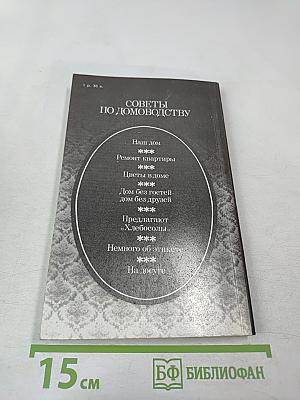 1 р. 30 к.
СОВЕТЫ
ПО ДОМОВОДСТВУ
Наш дом
***
Ремонт квартиры
***
Цветы в доме
***
Дом без гостей–
дом без друзей
***
Предлагают
«Хлебосолы»
***
Немного об этикете
***
На досуге
15 см
БФ БИБЛИОФАН